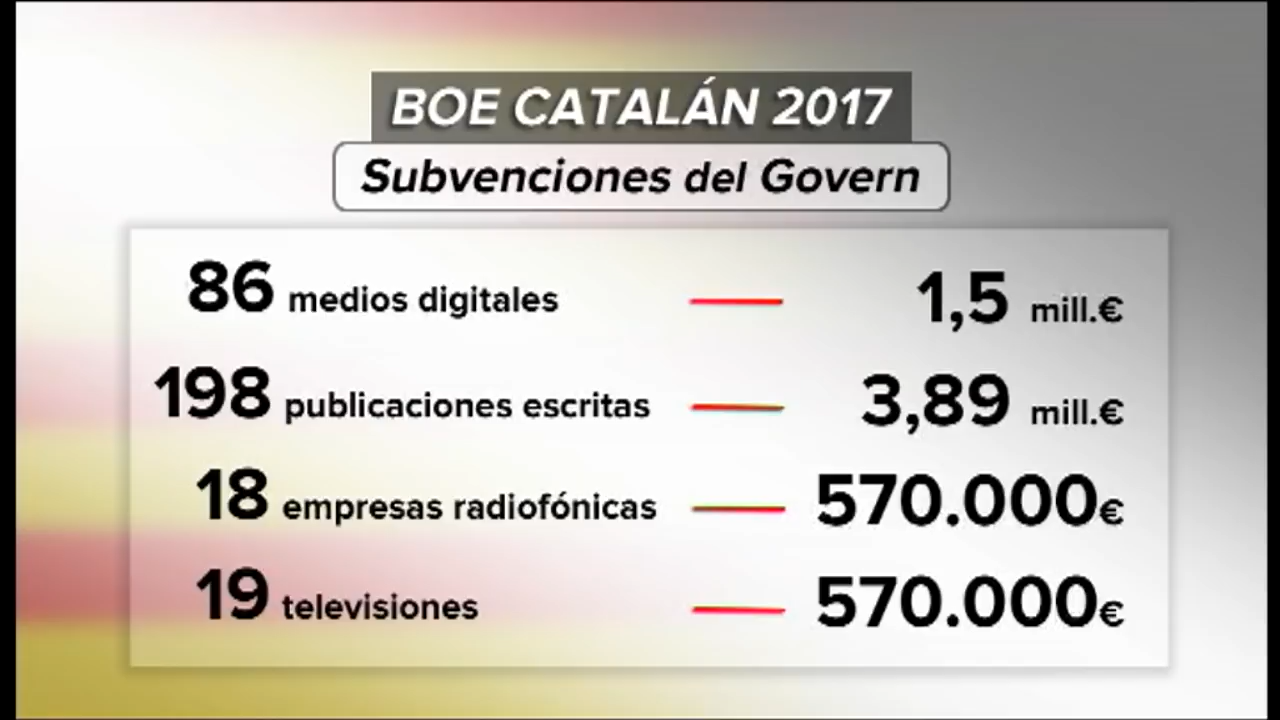 BOE CATALÁN 2017
Subvenciones del Govern
86 medios digitales 1,5 mill.€
198 publicaciones escritas 3,89 mill.€
18 empresas radiofónicas 570.000€
19 televisiones 570.000€